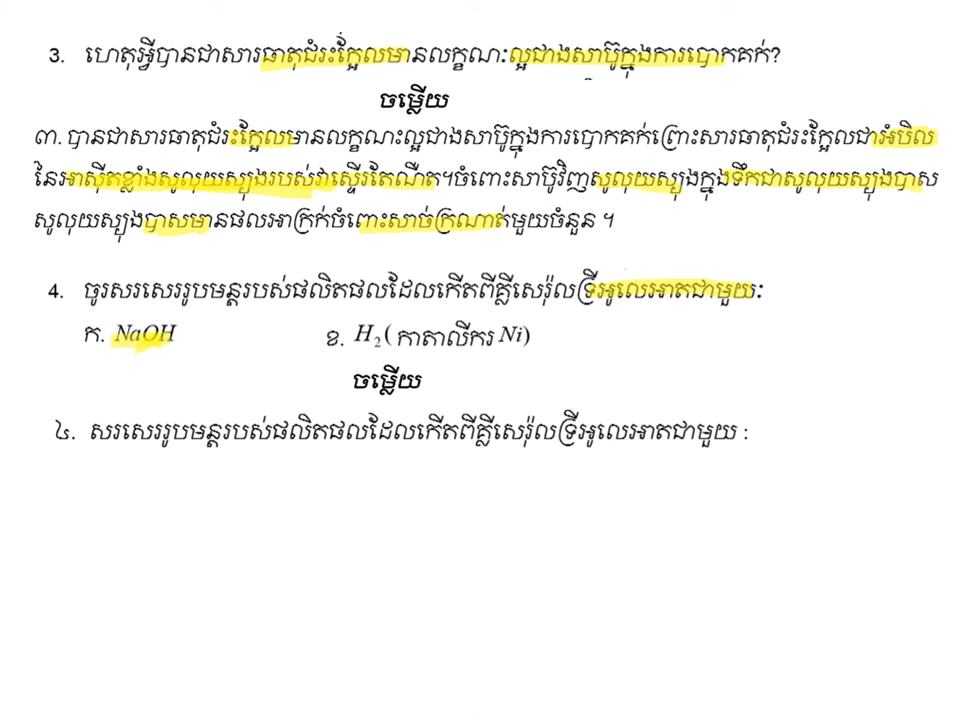 3. ហេតុអ្វីបានជាសារធាតុជំរះក្អែលមានលក្ខណៈល្អជាងសាប៊ូក្នុងការបោកគក់?
ចម្លើយ
៣. បានជាសារធាតុជំរះក្អែលមានលក្ខណះល្អជាងសាប៊ូក្នុងការបោកគក់ព្រោះសារធាតុជំរះក្អែលជាអំបិល
នៃអាស៊ីតខ្លាំងសូលុយស្យុងរបស់វាស្ទើរតែណឺត។ចំពោះសាប៊ូវិញសូលុយស្យុងក្នុងទឹកជាសូលុយស្យុងបាស
សូលុយស្យុងបាសមានផលអាក្រក់ចំពោះសាច់ក្រណាត់មួយចំនួន ។
4. ចូរសរសេររូបមន្តរបស់ផលិតផលដែលកើតពីគ្លីសេរ៉ុលទ្រីអូលេអាតជាមួយៈ
ក. NaOH ខ. H₂ ( កាតាលីករ Ni)
ចម្លើយ
៤. សរសេររូបមន្តរបស់ផលិតផលដែលកើតពីគ្លីសេរ៉ុលទ្រីអូលេអាតជាមួយ :